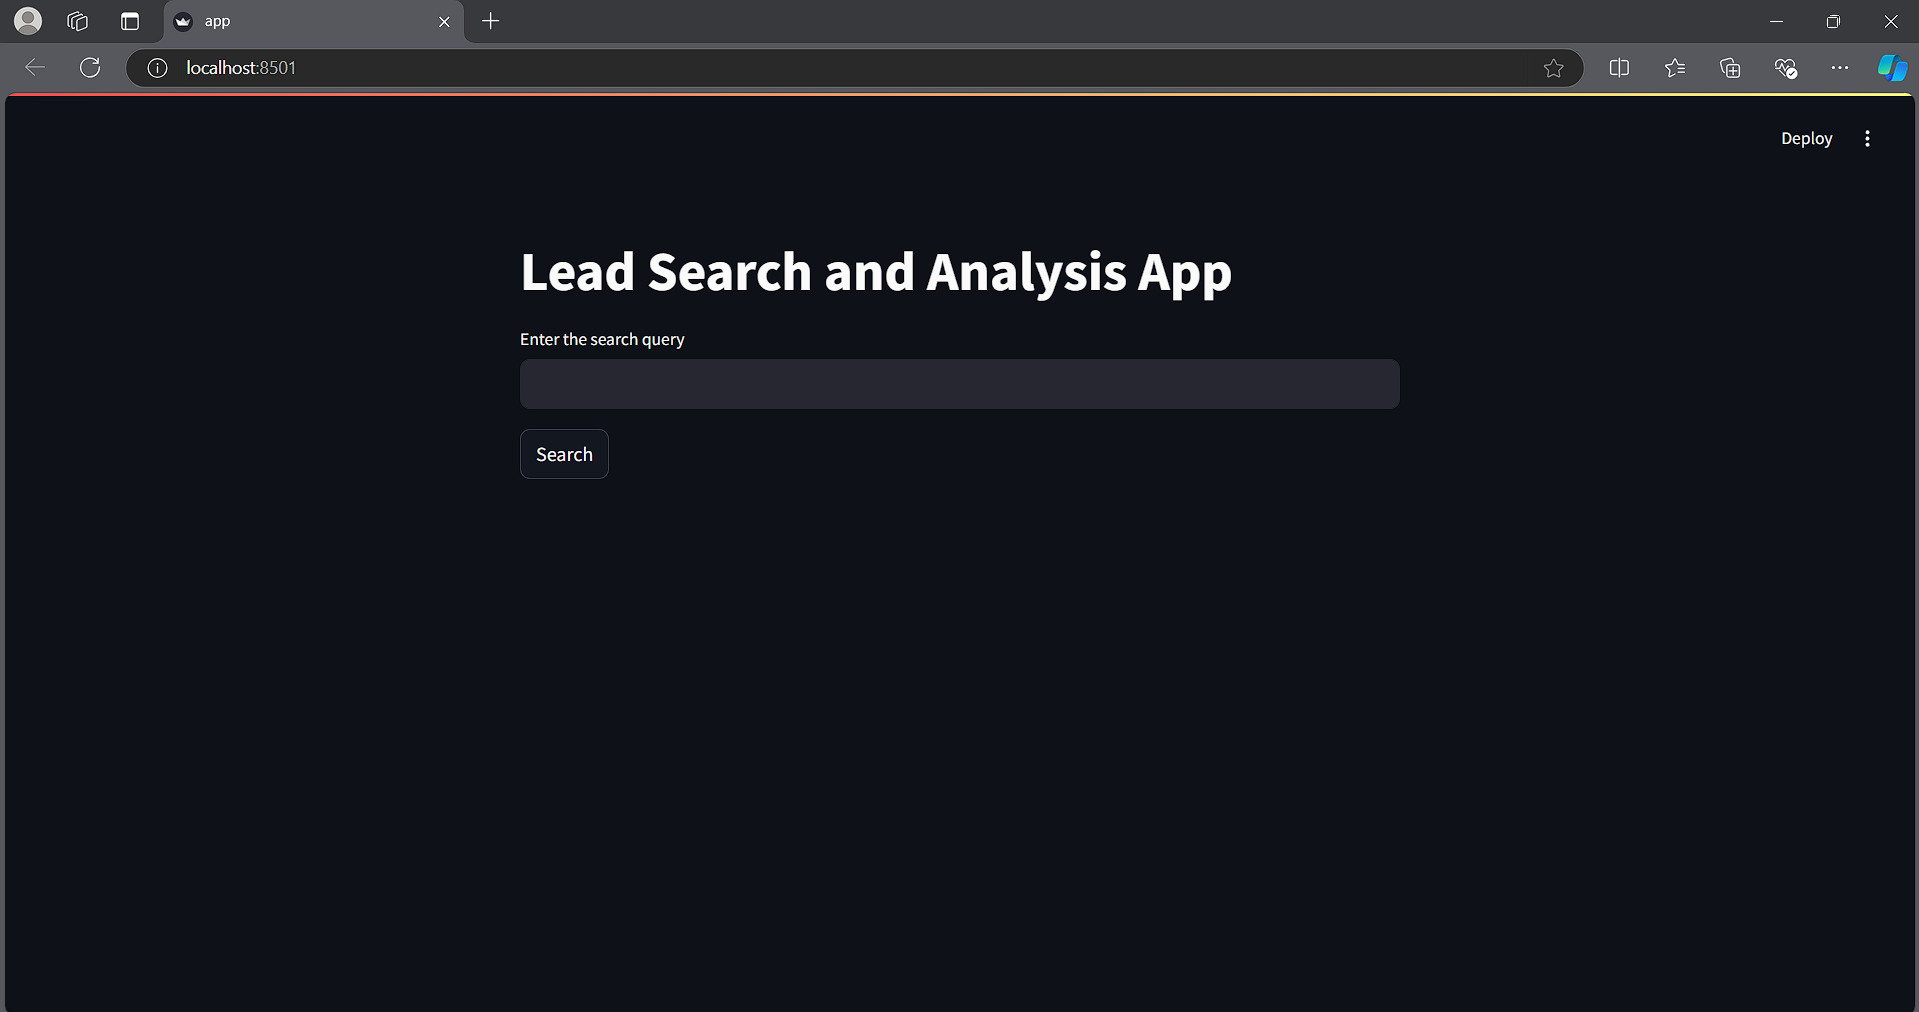 app
localhost:8501
Deploy
Lead Search and Analysis App
Enter the search query
Search